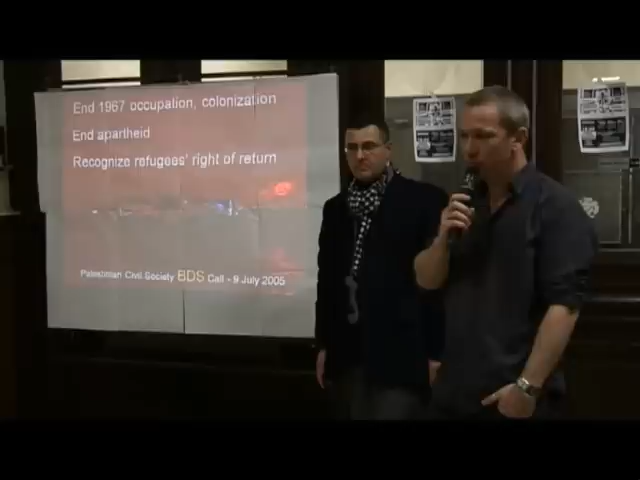 End 1967 occupation, colonization
End apartheid
Recognize refugees' right of return
Palestinian Civil Society BDS Call - 9 July 2005